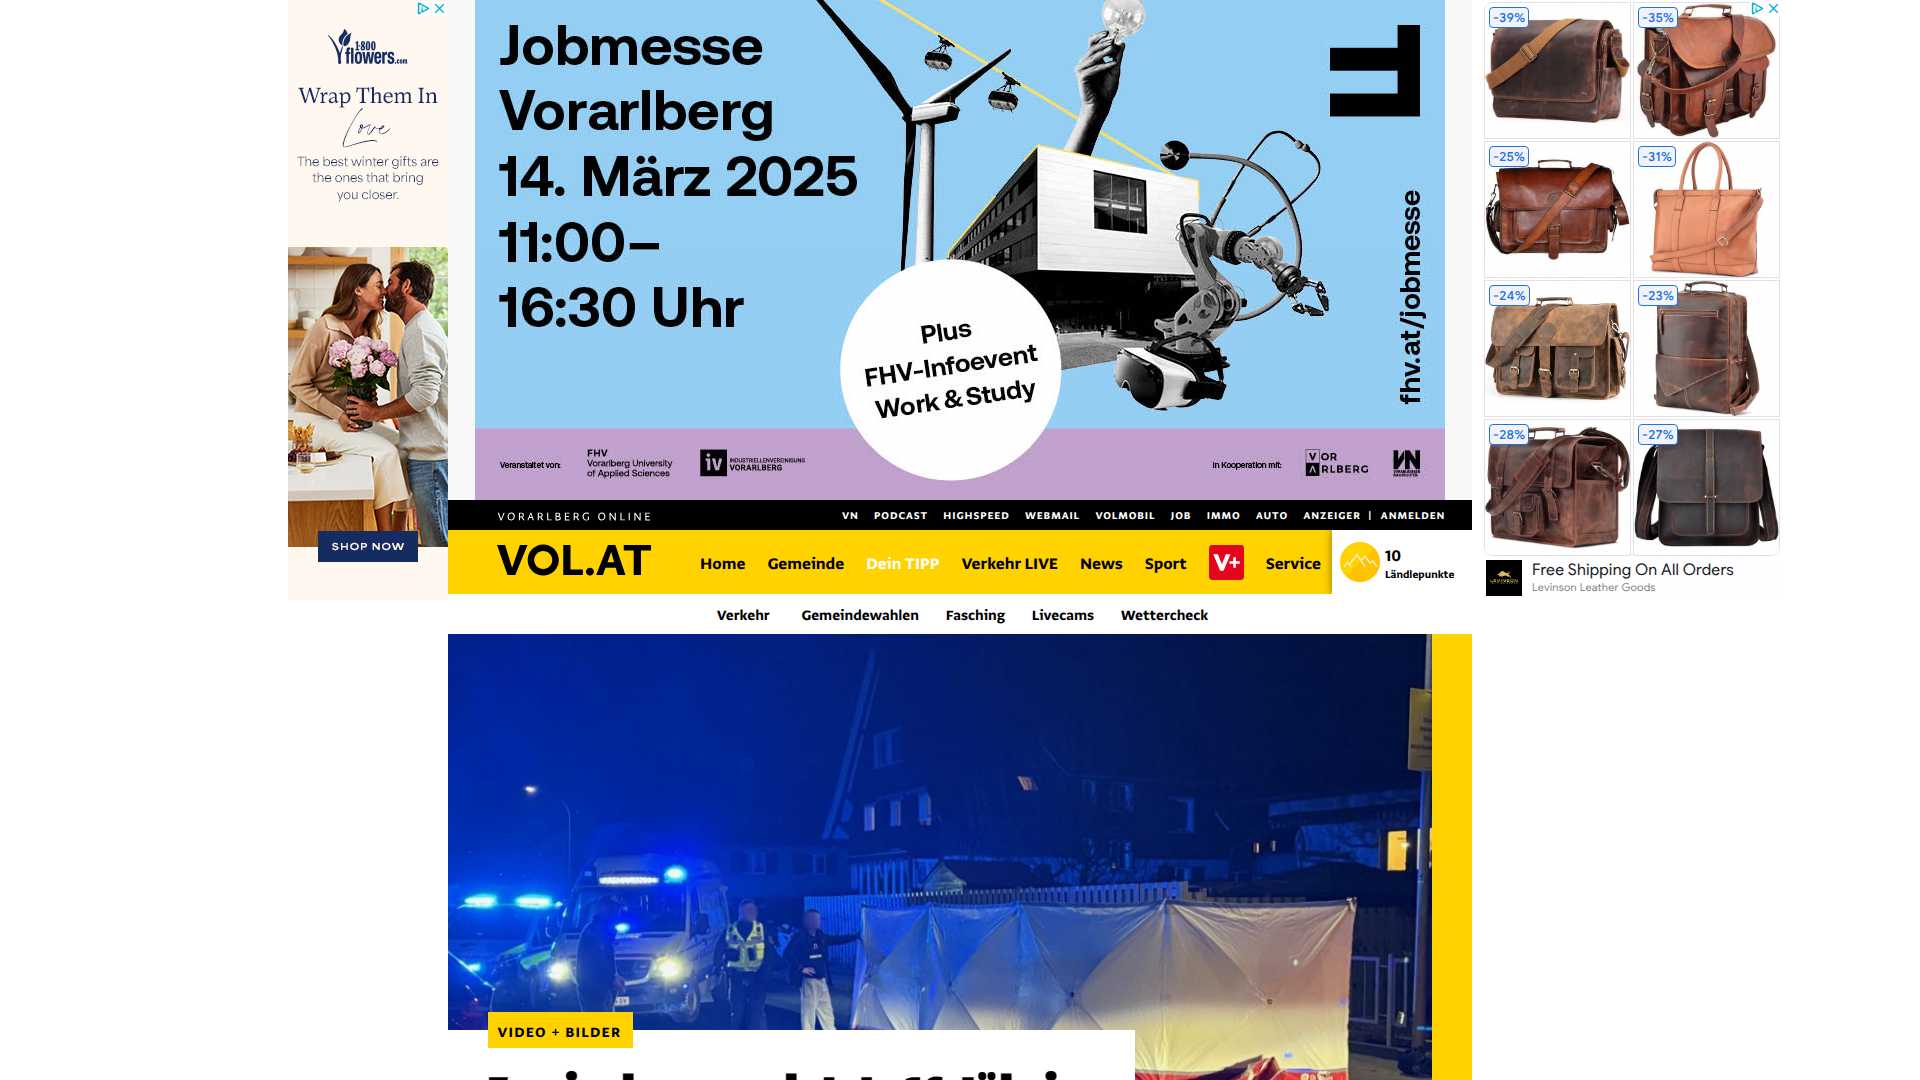 1·800
flowers.com
Wrap Them In
Love
The best winter gifts are
the ones that bring
you closer.
SHOP NOW
Jobmesse
Vorarlberg
14. März 2025
11:00–
16:30 Uhr
Plus
FHV-Infoevent
Work & Study
fhv.at/jobmesse
Veranstaltet von:
FHV
Vorarlberg University
of Applied Sciences
iv
INDUSTRIELLENVEREINIGUNG
VORARLBERG
In Kooperation mit:
VOR
ARLBERG
VN
-39%
-35%
-25%
-31%
-24%
-23%
-28%
-27%
Free Shipping On All Orders
Levinson Leather Goods
VORARLBERG ONLINE
VN PODCAST HIGHSPEED WEBMAIL VOLMOBIL JOB IMMO AUTO ANZEIGER | ANMELDEN
VOL.AT
Home Gemeinde Dein TIPP Verkehr LIVE News Sport V+ Service
10
Ländlepunkte
Verkehr Gemeindewahlen Fasching Livecams Wettercheck
VIDEO + BILDER